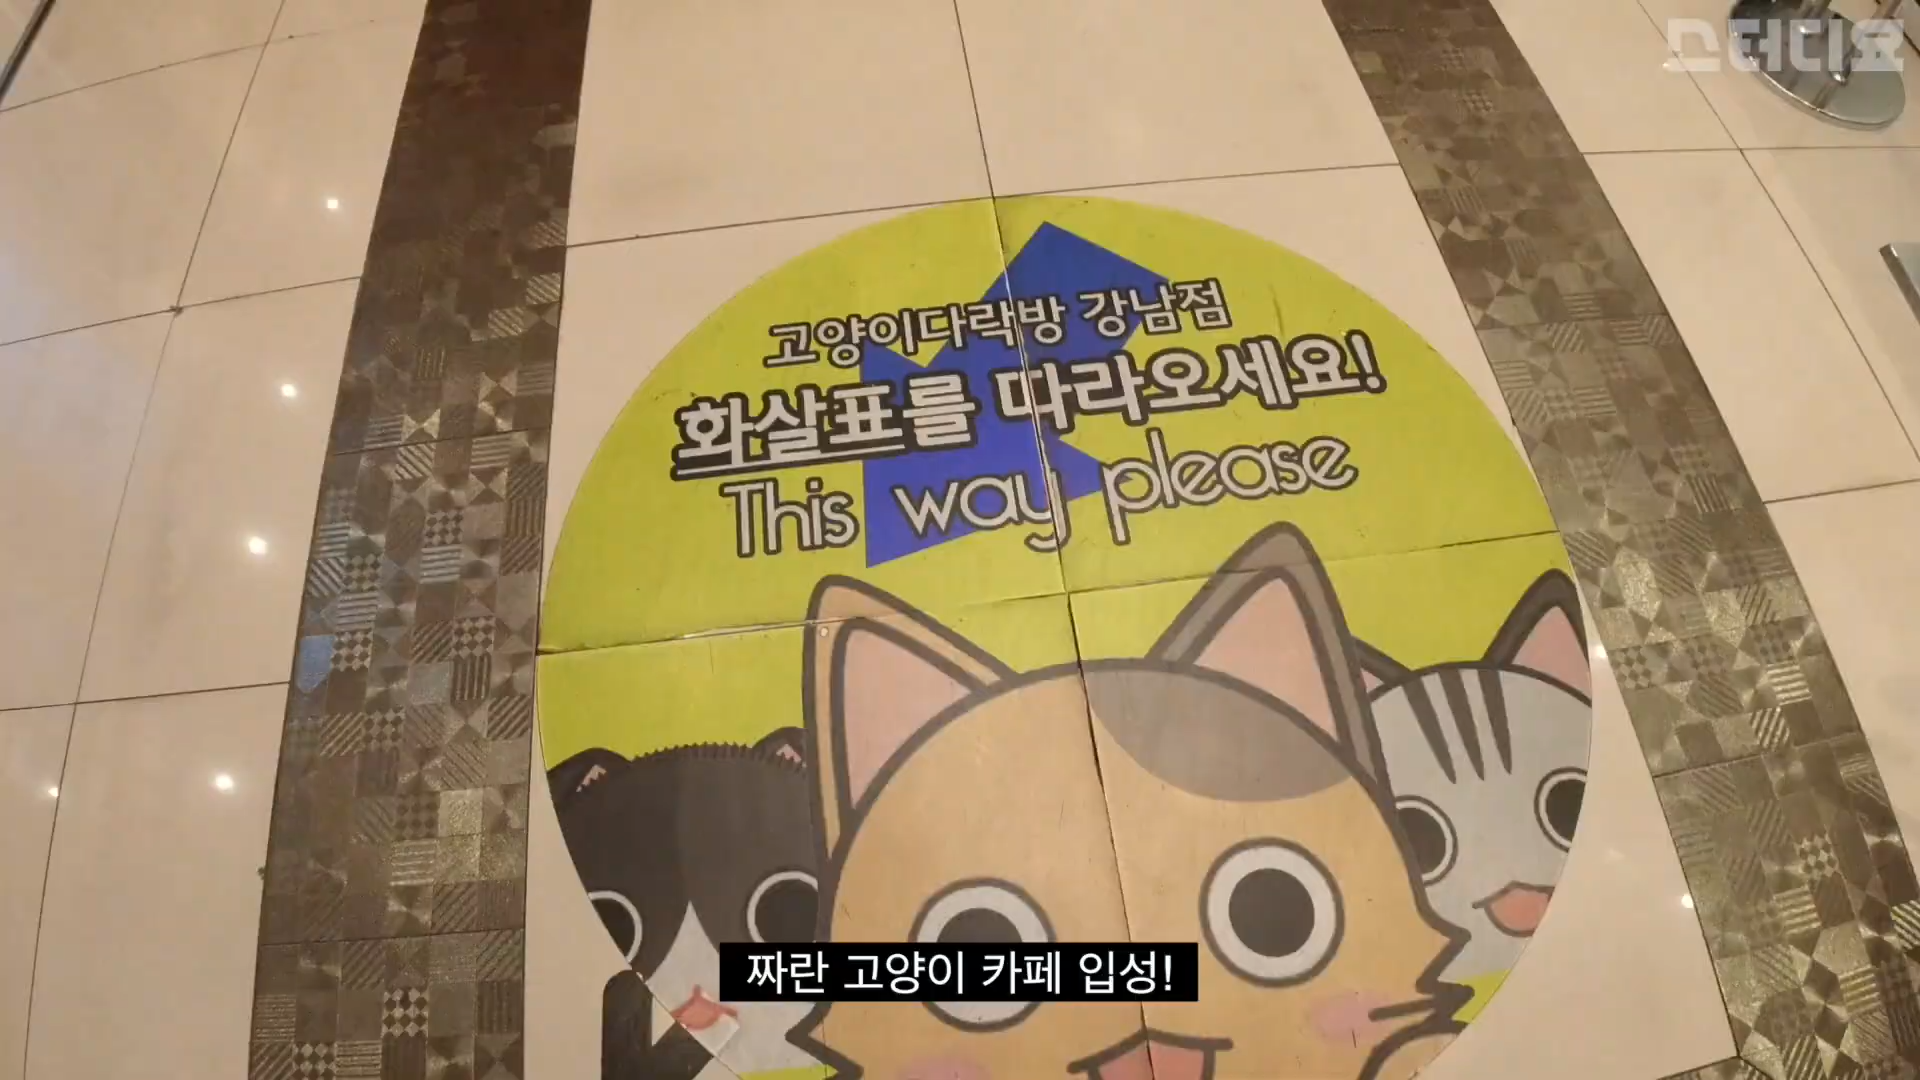 스터디요
고양이다락방 강남점
화살표를 따라오세요!
This way please
짜란 고양이 카페 입성!